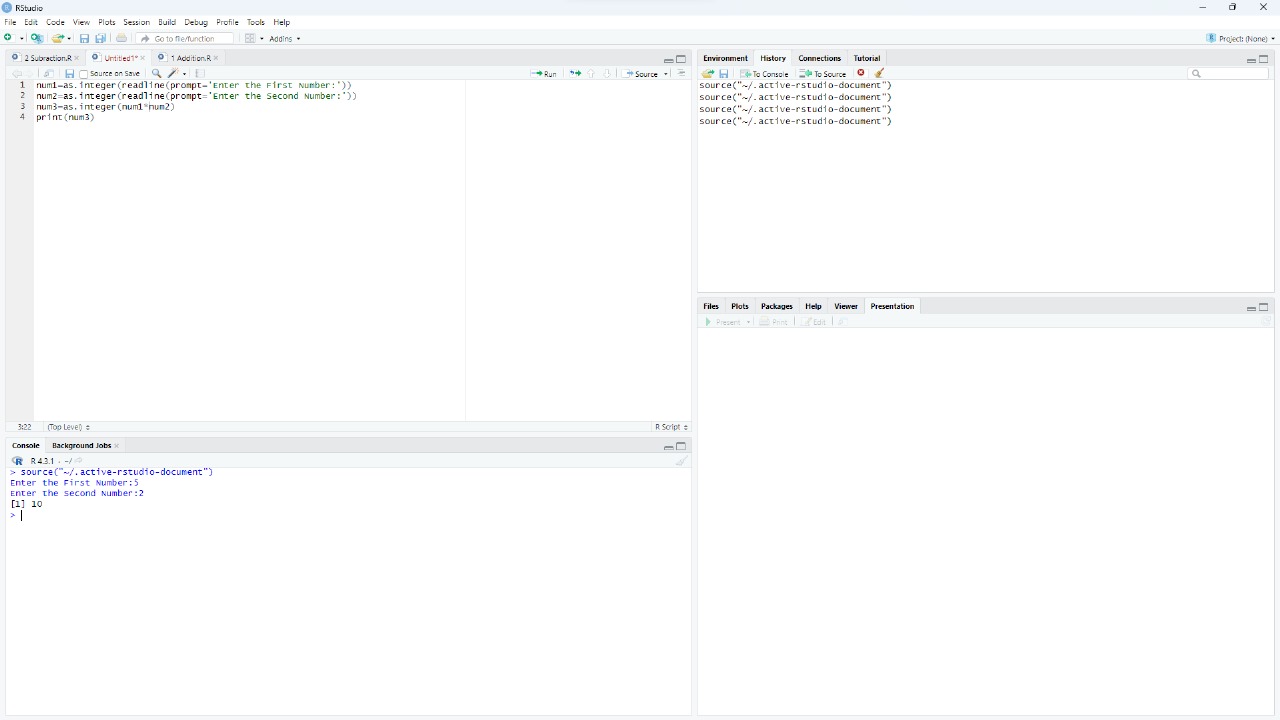 RStudio
File Edit Code View Plots Session Build Debug Profile Tools Help
Go to file/function Addins Project: (None)
2 Subtraction.R Untitled1* 1 Addition.R
Source on Save Run Source
1 num1=as.integer(readline(prompt='Enter the First Number:'))
2 num2=as.integer(readline(prompt='Enter the Second Number:'))
3 num3=as.integer(num1*num2)
4 print(num3)
3:22 (Top Level) R Script
Console Background Jobs
R 4.3.1 . ~/
> source("~/.active-rstudio-document")
Enter the First Number:5
Enter the Second Number:2
[1] 10
>
Environment History Connections Tutorial
To Console To Source
source("~/.active-rstudio-document")
source("~/.active-rstudio-document")
source("~/.active-rstudio-document")
source("~/.active-rstudio-document")
Files Plots Packages Help Viewer Presentation
Present Print Edit